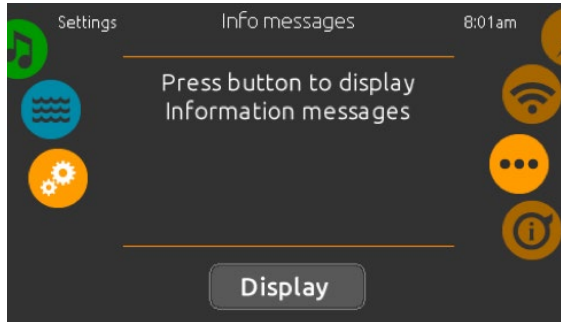 Settings
Info messages
8:01am
Press button to display
Information messages
Display